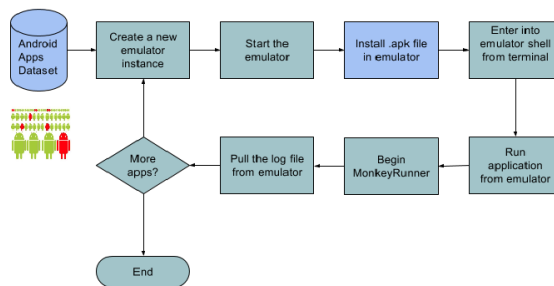 Android
Apps
Dataset
Create a new
emulator
instance
Start the
emulator
Install .apk file
in emulator
Enter into
emulator shell
from terminal
Run
application
from emulator
Begin
MonkeyRunner
Pull the log file
from emulator
More
apps?
End